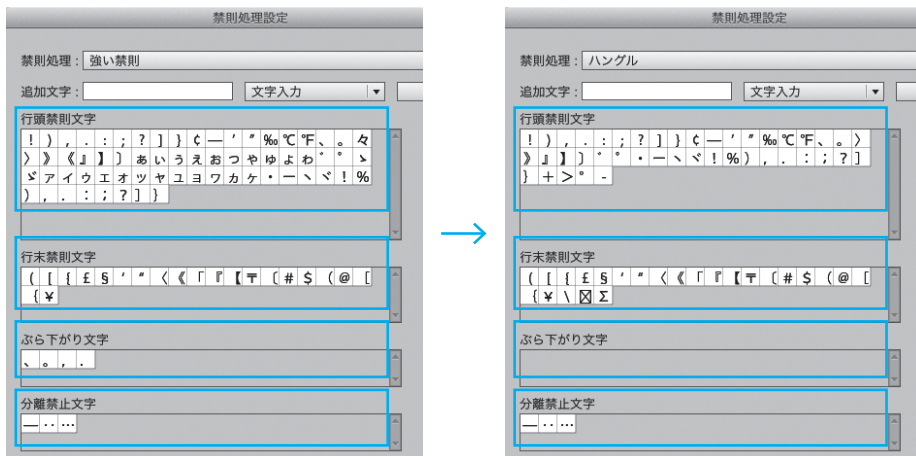 禁則処理設定
禁則処理： 強い禁則
追加文字：
文字入力
行頭禁則文字
! ) , . : ; ? ] } ¢ — ’ ” ‰ ℃ ℉ 、 。 々
〉 》 《 』 】 〕 ぁ ぃ ぅ ぇ ぉ っ ゃ ゅ ょ ゎ ゛ ゜ ゝ
ゞ ァ ィ ゥ ェ ォ ッ ャ ュ ョ ヮ ヵ ヶ ・ ー ヽ ヾ ！ ％
） ， ． ： ； ？ ］ ｝
行末禁則文字
( [ { £ § ‘ “ 〈 《 「 『 【 〒 〔 ＃ ＄ （ ＠ ［
｛ ￥
ぶら下がり文字
、 。 , .
分離禁止文字
— ‥ …
→
禁則処理設定
禁則処理： ハングル
追加文字：
文字入力
行頭禁則文字
! ) , . : ; ? ] } ¢ — ’ ” ‰ ℃ ℉ 、 。 〉
》 』 】 〕 ゛ ゜ ・ ー ヽ ヾ ！ ％ ） ， ． ： ； ？ ］
｝ ＋ ＞ ° -
行末禁則文字
( [ { £ § ‘ “ 〈 《 「 『 【 〒 〔 ＃ ＄ （ ＠ ［
｛ ￥ \ Σ
ぶら下がり文字
分離禁止文字
— ‥ …